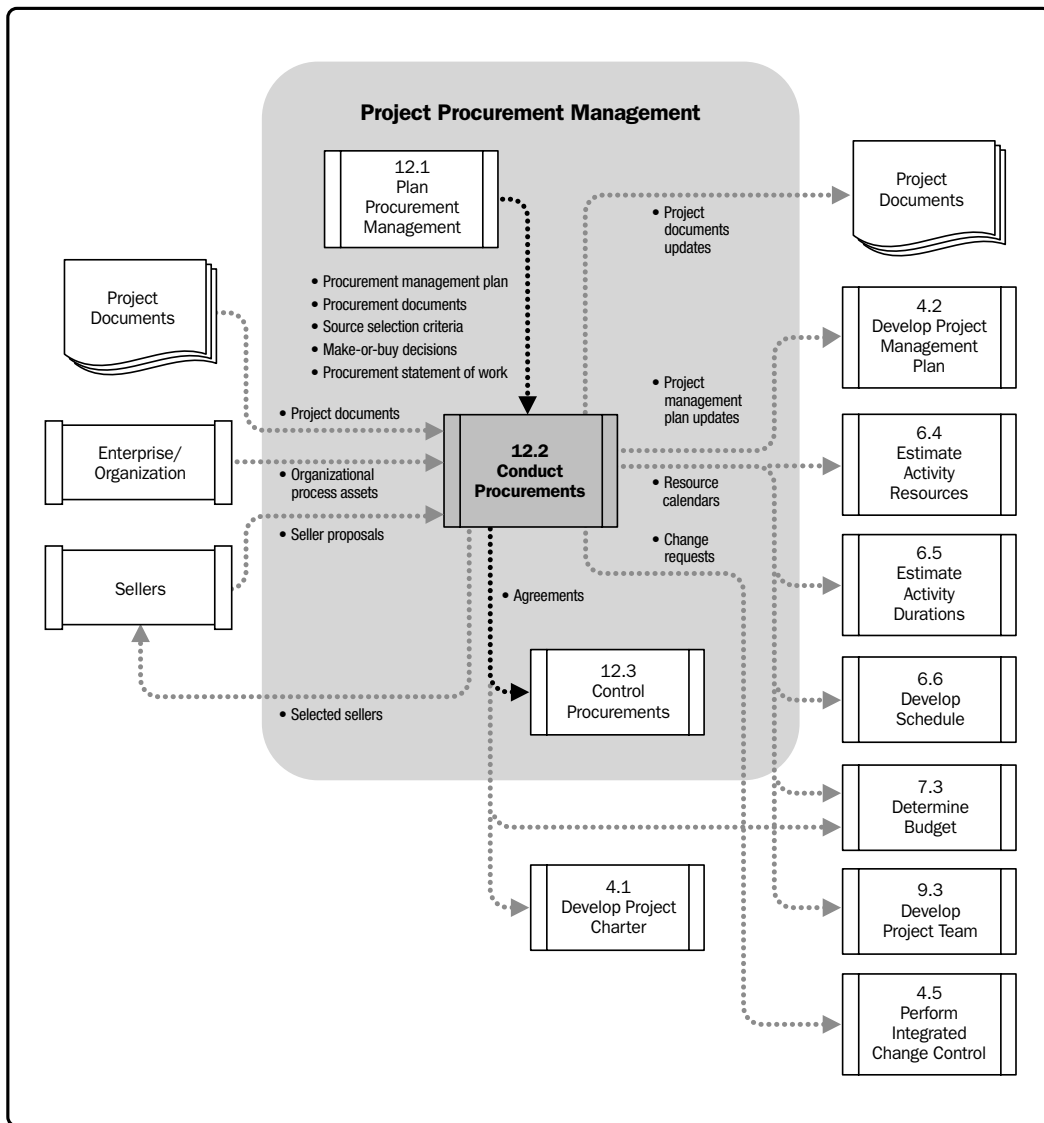 Project Procurement Management
12.1
Plan
Procurement
Management
• Procurement management plan
• Procurement documents
• Source selection criteria
• Make-or-buy decisions
• Procurement statement of work
Project
Documents
Enterprise/
Organization
Sellers
• Project documents
• Organizational
process assets
• Seller proposals
12.2
Conduct
Procurements
• Selected sellers
• Agreements
12.3
Control
Procurements
4.1
Develop Project
Charter
• Project
documents
updates
• Project
management
plan updates
• Resource
calendars
• Change
requests
Project
Documents
4.2
Develop Project
Management
Plan
6.4
Estimate
Activity
Resources
6.5
Estimate
Activity
Durations
6.6
Develop
Schedule
7.3
Determine
Budget
9.3
Develop
Project Team
4.5
Perform
Integrated
Change Control